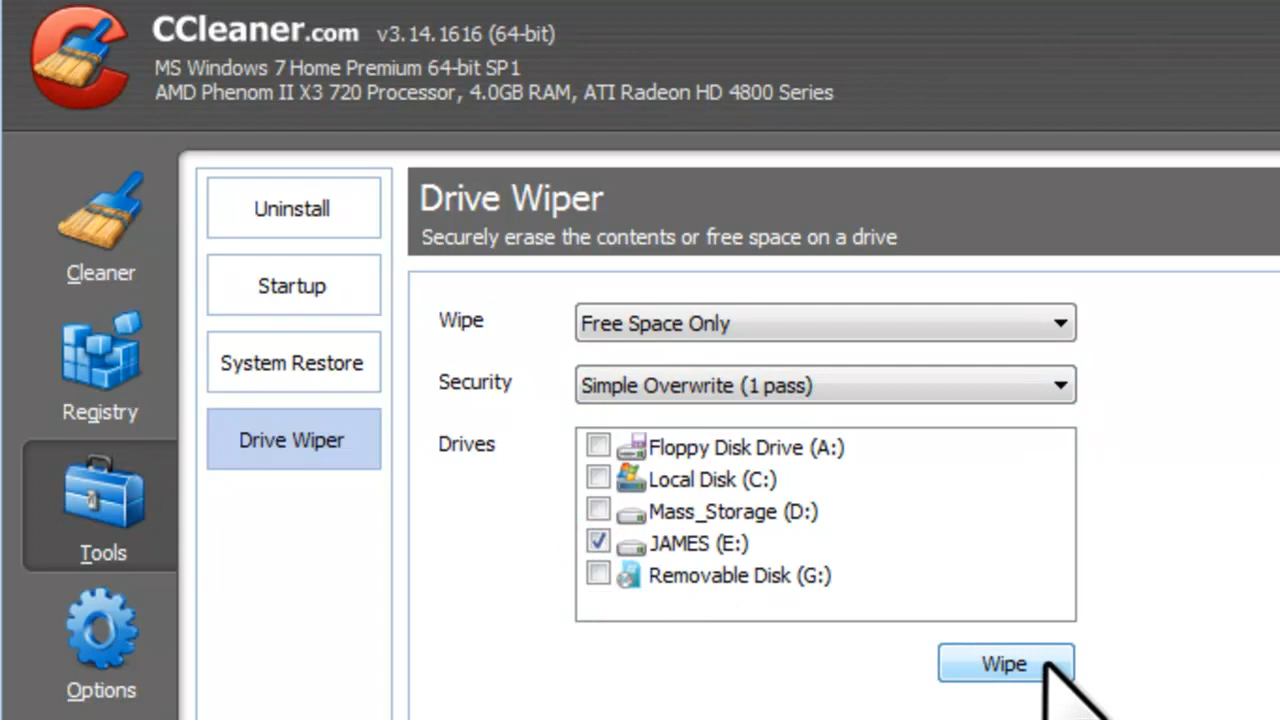 CCleaner.com v3.14.1616 (64-bit)
MS Windows 7 Home Premium 64-bit SP1
AMD Phenom II X3 720 Processor, 4.0GB RAM, ATI Radeon HD 4800 Series
Cleaner
Registry
Tools
Options
Uninstall
Startup
System Restore
Drive Wiper
Drive Wiper
Securely erase the contents or free space on a drive
Wipe
Free Space Only
Security
Simple Overwrite (1 pass)
Drives
Floppy Disk Drive (A:)
Local Disk (C:)
Mass_Storage (D:)
JAMES (E:)
Removable Disk (G:)
Wipe